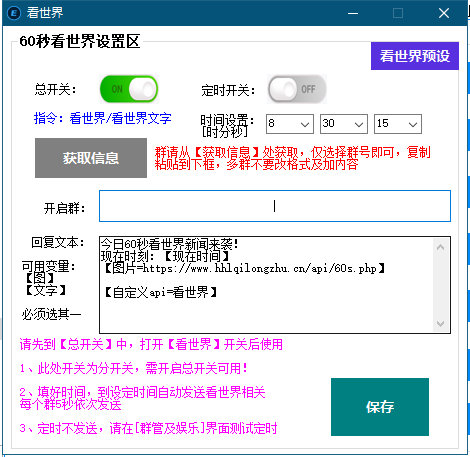 看世界
60秒看世界设置区
看世界预设
总开关：
ON
定时开关：
OFF
指令：看世界/看世界文字
时间设置：
[时分秒]
8
30
15
获取信息
群请从【获取信息】处获取，仅选择群号即可，复制
粘贴到下框，多群不要改格式及加内容
开启群：
回复文本：
今日60秒看世界新闻来袭！
现在时刻：【现在时间】
【图片=https://www.hhlqilongzhu.cn/api/60s.php】
【自定义api=看世界】
可用变量：
【图】
【文字】
必须选其一
请先到【总开关】中，打开【看世界】开关后使用
1、此处开关为分开关，需开启总开关可用！
2、填好时间，到设定时间自动发送看世界相关
每个群5秒依次发送
3、定时不发送，请在[群管及娱乐]界面测试定时
保存